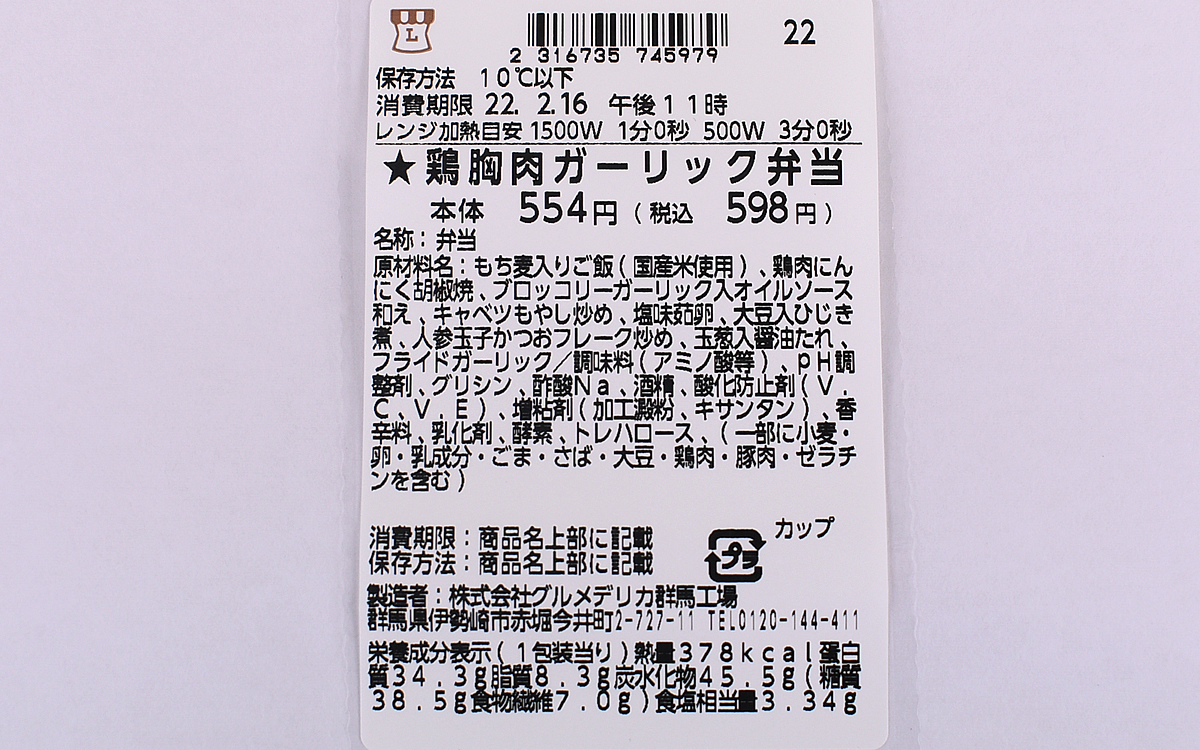 L
22
2 316735 745979
保存方法 10℃以下
消費期限 22. 2.16 午後11時
レンジ加熱目安 1500W 1分0秒 500W 3分0秒
★鶏胸肉ガーリック弁当
本体 554円(税込 598円)
名称:弁当
原材料名:もち麦入りご飯(国産米使用)、鶏肉にん
にく胡椒焼、ブロッコリーガーリック入オイルソース
和え、キャベツもやし炒め、塩味茹卵、大豆入ひじき
煮、人参玉子かつおフレーク炒め、玉葱入醤油たれ、
フライドガーリック/調味料(アミノ酸等)、pH調
整剤、グリシン、酢酸Na、酒精、酸化防止剤(V.
C、V.E)、増粘剤(加工澱粉、キサンタン)、香
辛料、乳化剤、酵素、トレハロース、(一部に小麦・
卵・乳成分・ごま・さば・大豆・鶏肉・豚肉・ゼラチ
ンを含む)
消費期限:商品名上部に記載
保存方法:商品名上部に記載
プラ
カップ
製造者:株式会社グルメデリカ群馬工場
群馬県伊勢崎市赤堀今井町2-727-11 TEL0120-144-411
栄養成分表示(1包装当り)熱量378kcal蛋白
質34.3g脂質8.3g炭水化物45.5g(糖質
38.5g食物繊維7.0g)食塩相当量3.34g